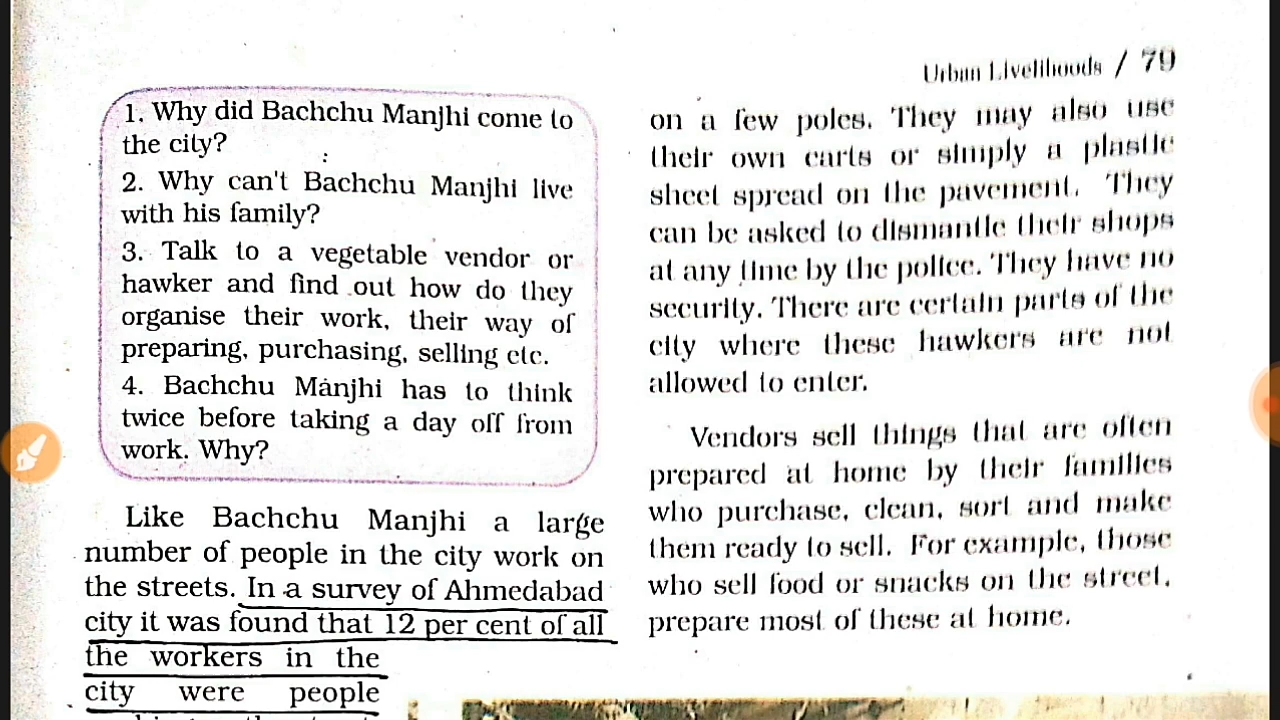 Urban Livelihoods / 79
1. Why did Bachchu Manjhi come to
the city?
2. Why can't Bachchu Manjhi live
with his family?
3. Talk to a vegetable vendor or
hawker and find out how do they
organise their work, their way of
preparing, purchasing, selling etc.
4. Bachchu Manjhi has to think
twice before taking a day off from
work. Why?
Like Bachchu Manjhi a large
number of people in the city work on
the streets. In a survey of Ahmedabad
city it was found that 12 per cent of all
the workers in the
city were people
on a few poles. They may also use
their own carts or simply a plastic
sheet spread on the pavement. They
can be asked to dismantle their shops
at any time by the police. They have no
security. There are certain parts of the
city where these hawkers are not
allowed to enter.
Vendors sell things that are often
prepared at home by their families
who purchase, clean, sort and make
them ready to sell. For example, those
who sell food or snacks on the street,
prepare most of these at home.